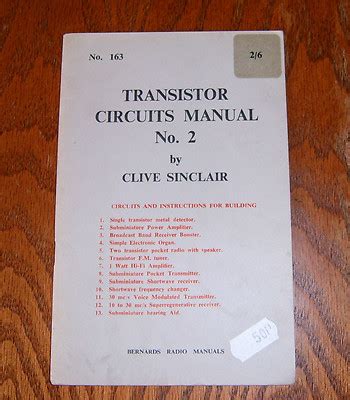 No. 163
2/6
TRANSISTOR
CIRCUITS MANUAL
No. 2
by
CLIVE SINCLAIR
CIRCUITS AND INSTRUCTIONS FOR BUILDING
1. Single transistor metal detector.
2. Subminiature Power Amplifier.
3. Broadcast Band Receiver Booster.
4. Simple Electronic Organ.
5. Two transistor pocket radio with speaker.
6. Transistor F.M. tuner.
7. 1 Watt Hi-Fi Amplifier.
8. Subminiature Pocket Transmitter.
9. Subminiature Shortwave receiver.
10. Shortwave frequency changer.
11. 30 mc/s Voice Modulated Transmitter.
12. 10 to 30 mc/s Superregenerative receiver.
13. Subminiature hearing Aid.
50p
BERNARDS RADIO MANUALS